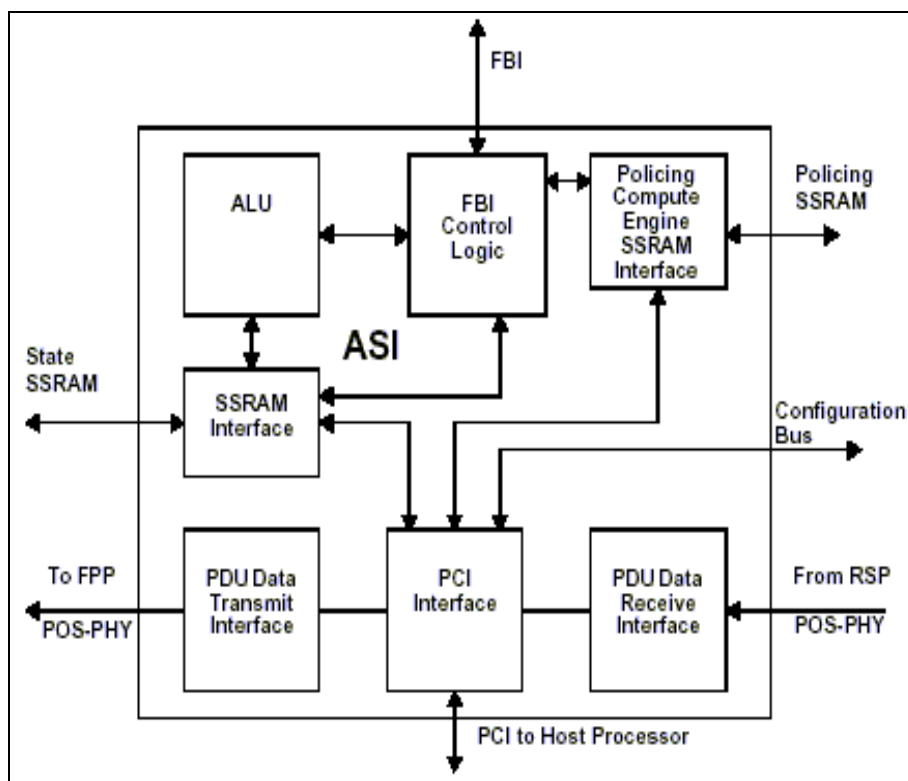 FBI
ALU
FBI
Control
Logic
Policing
Compute
Engine
SSRAM
Interface
Policing
SSRAM
ASI
State
SSRAM
SSRAM
Interface
Configuration
Bus
To FPP
POS-PHY
PDU Data
Transmit
Interface
PCI
Interface
PDU Data
Receive
Interface
From RSP
POS-PHY
PCI to Host Processor